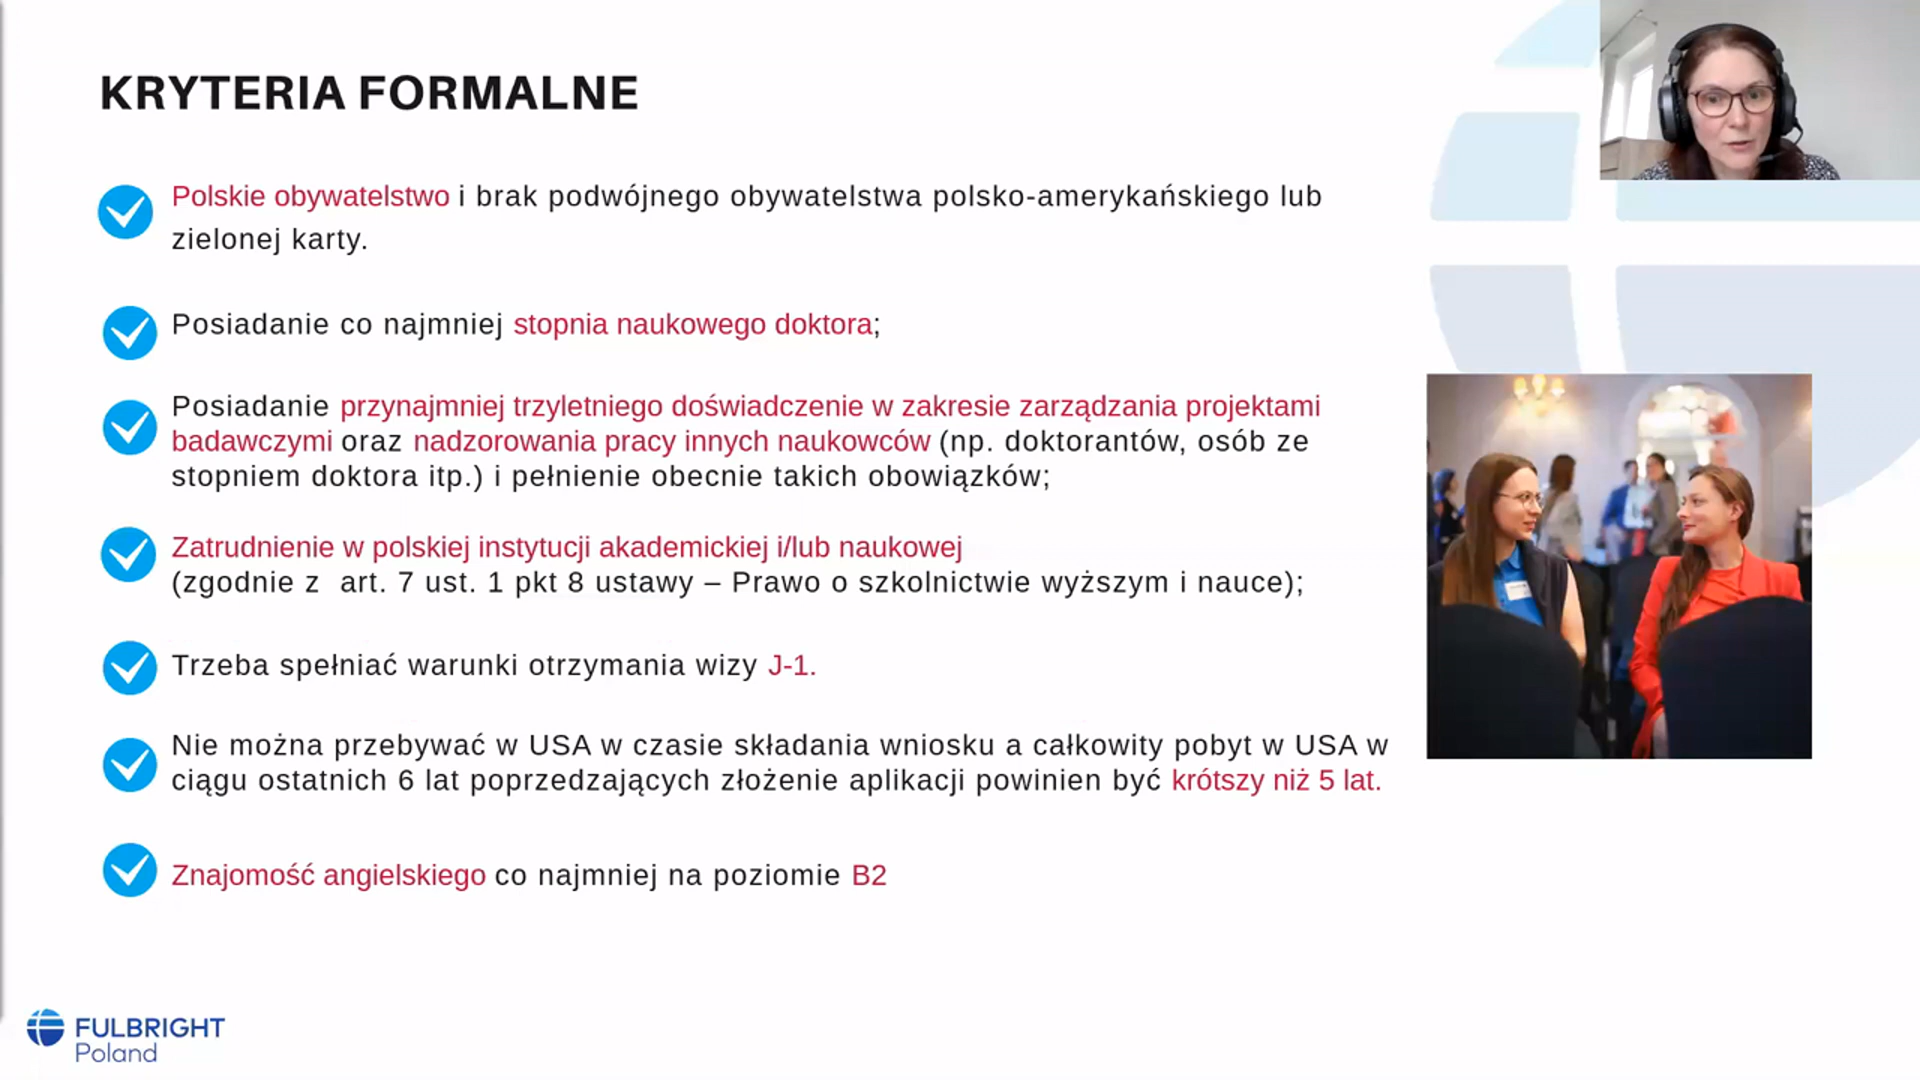 KRYTERIA FORMALNE
Polskie obywatelstwo i brak podwójnego obywatelstwa polsko-amerykańskiego lub
zielonej karty.
Posiadanie co najmniej stopnia naukowego doktora;
Posiadanie przynajmniej trzyletniego doświadczenie w zakresie zarządzania projektami
badawczymi oraz nadzorowania pracy innych naukowców (np. doktorantów, osób ze
stopniem doktora itp.) i pełnienie obecnie takich obowiązków;
Zatrudnienie w polskiej instytucji akademickiej i/lub naukowej
(zgodnie z  art. 7 ust. 1 pkt 8 ustawy – Prawo o szkolnictwie wyższym i nauce);
Trzeba spełniać warunki otrzymania wizy J-1.
Nie można przebywać w USA w czasie składania wniosku a całkowity pobyt w USA w
ciągu ostatnich 6 lat poprzedzających złożenie aplikacji powinien być krótszy niż 5 lat.
Znajomość angielskiego co najmniej na poziomie B2
FULBRIGHT
Poland